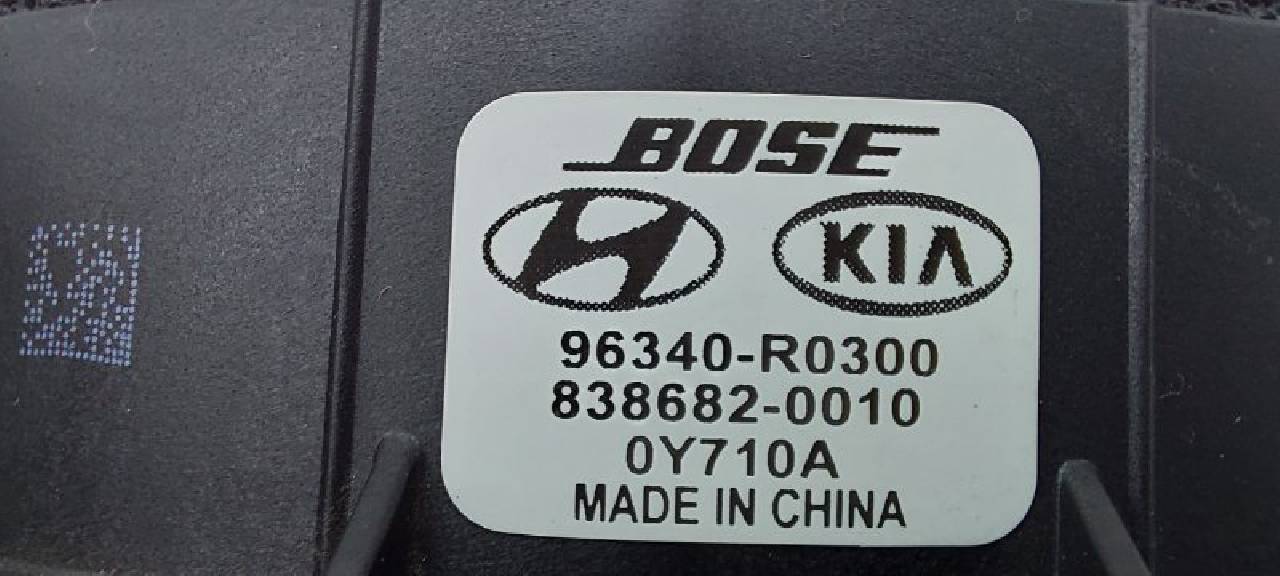 BOSE
KIA
96340-R0300
838682-0010
0Y710A
MADE IN CHINA